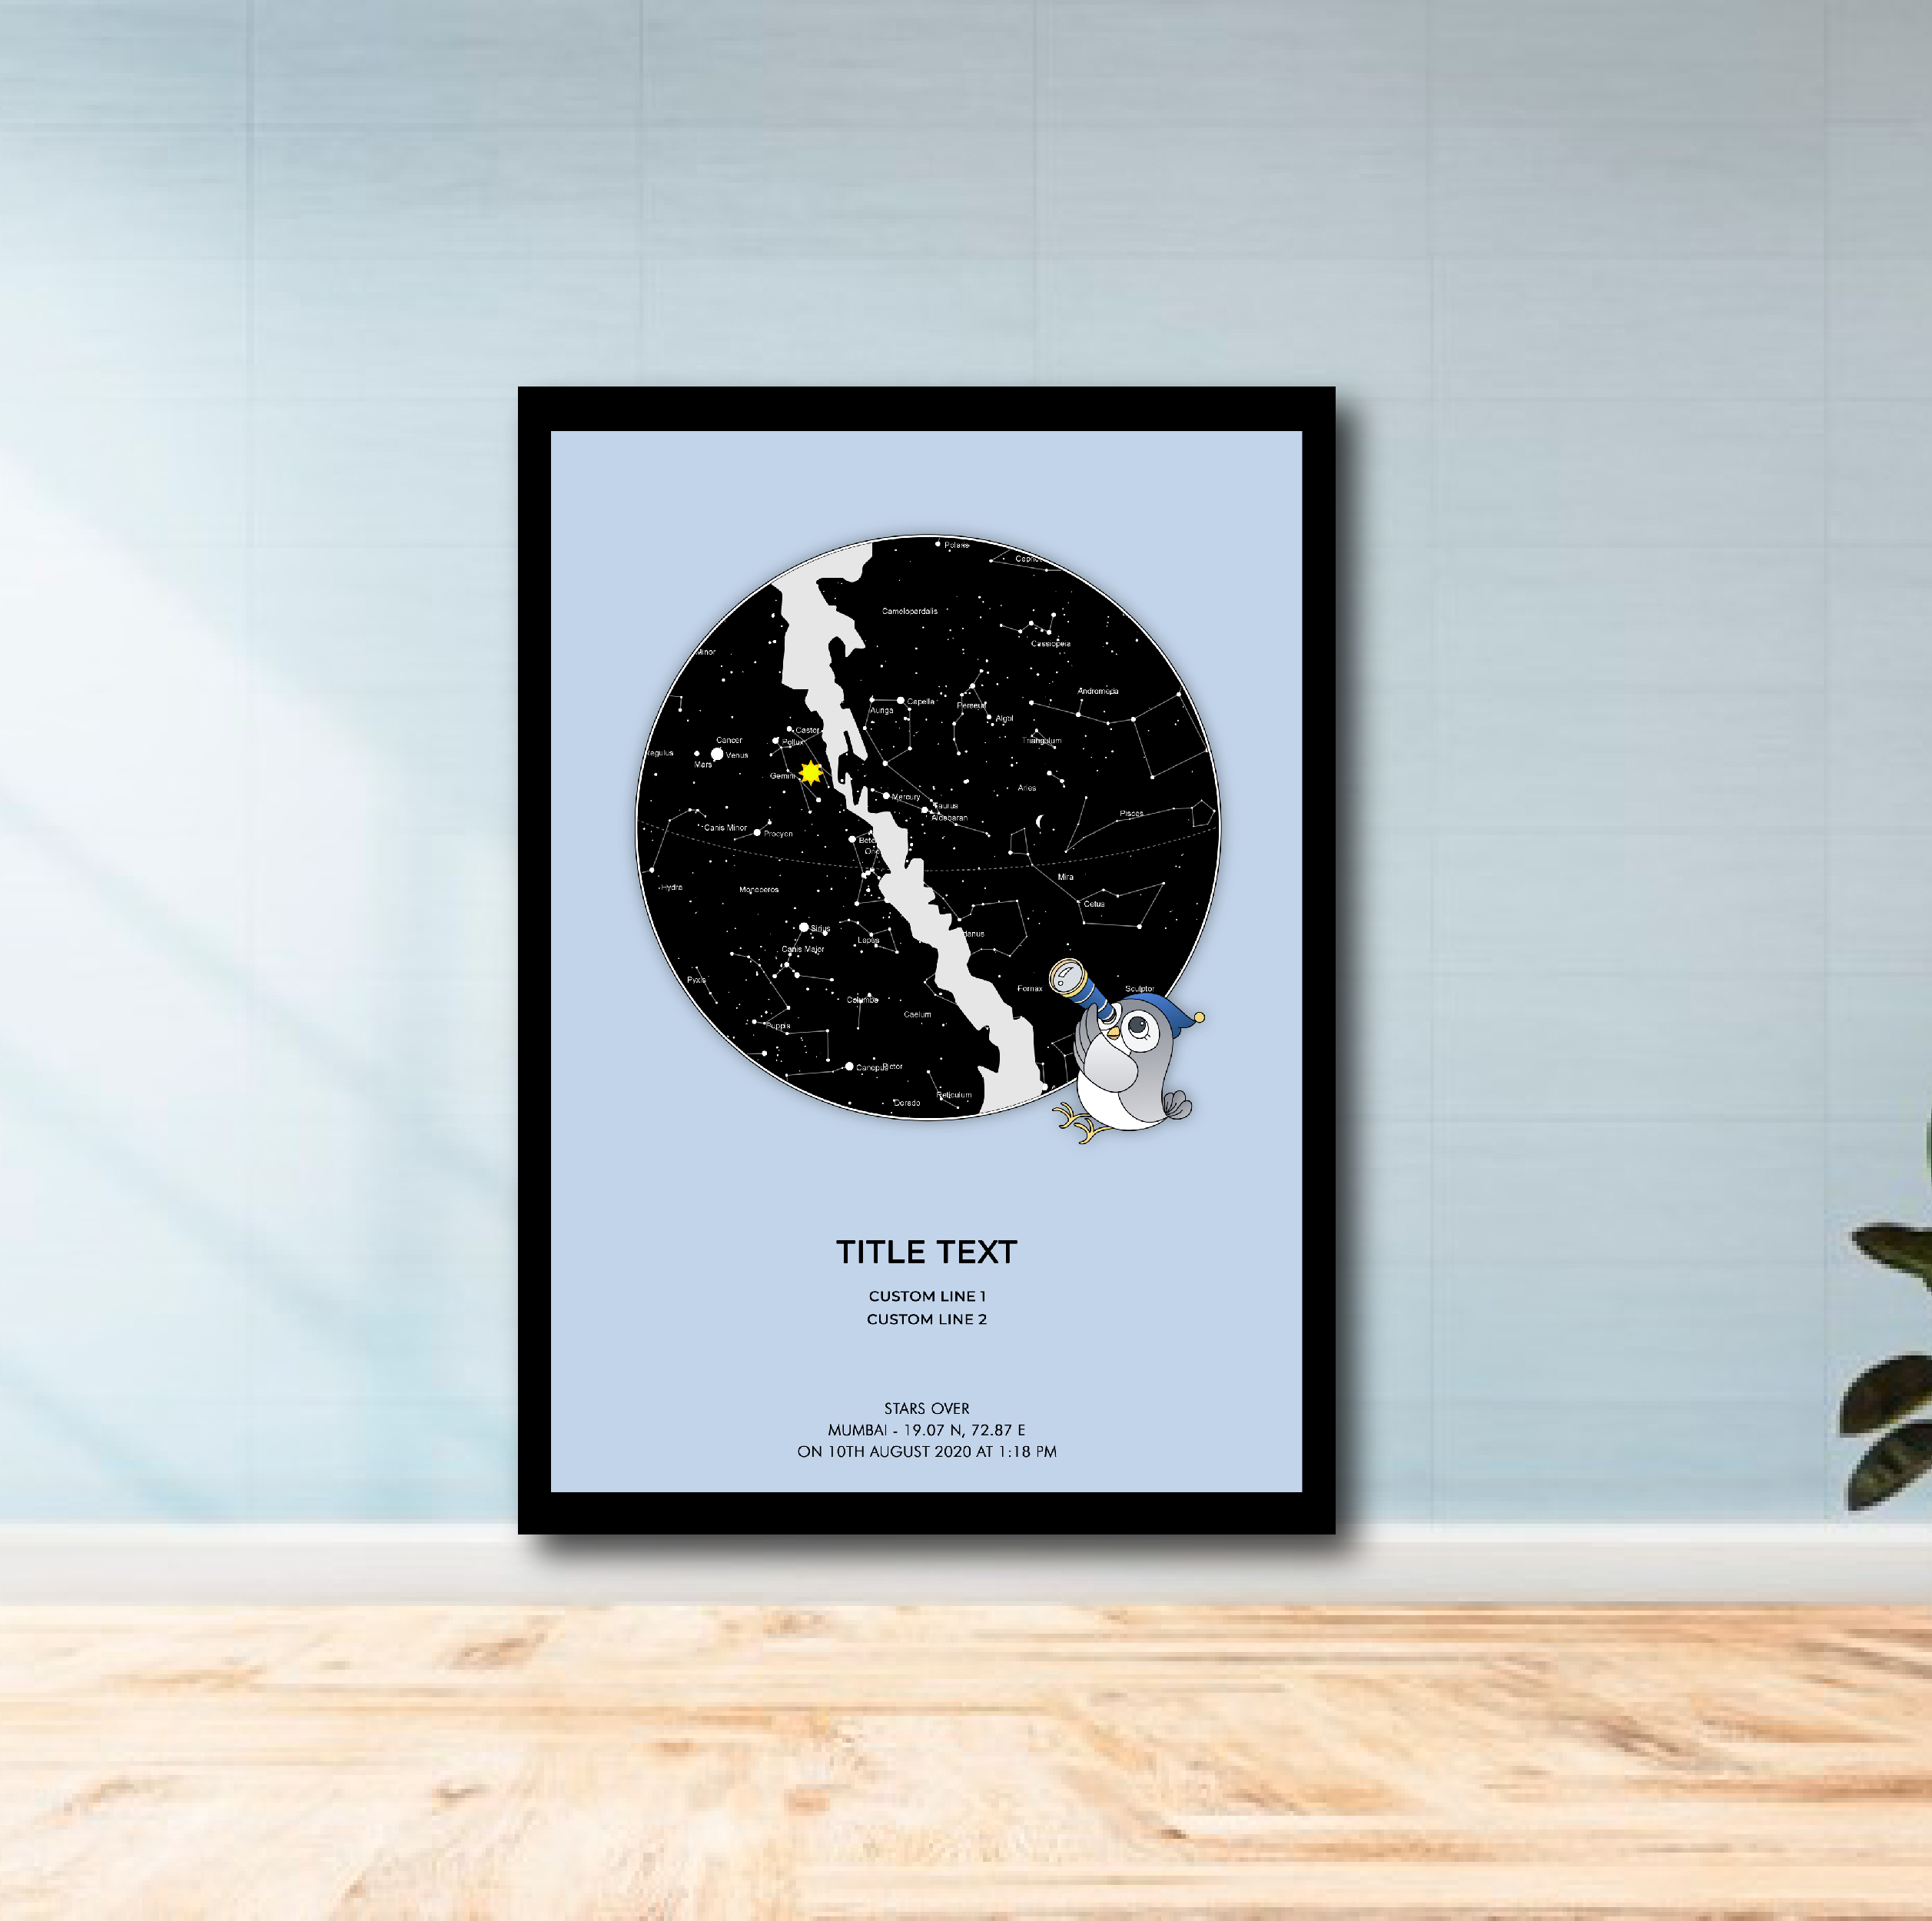 Polaris
Camelopardalis
Cassiopeia
Andromeda
Capella
Auriga
Perseus
Algol
Castor
Triangulum
Cancer
Pollux
Venus
Mars
Gemini
Aries
Mercury
Taurus
Aldebaran
Pisces
Canis Minor
Procyon
Mira
Hydra
Monoceros
Cetus
Sirius
Lepus
Canis Major
Pyxis
Fornax
Sculptor
Columba
Caelum
Puppis
Canopus
Pictor
Reticulum
Dorado
TITLE TEXT
CUSTOM LINE 1
CUSTOM LINE 2
STARS OVER
MUMBAI - 19.07 N, 72.87 E
ON 10TH AUGUST 2020 AT 1:18 PM